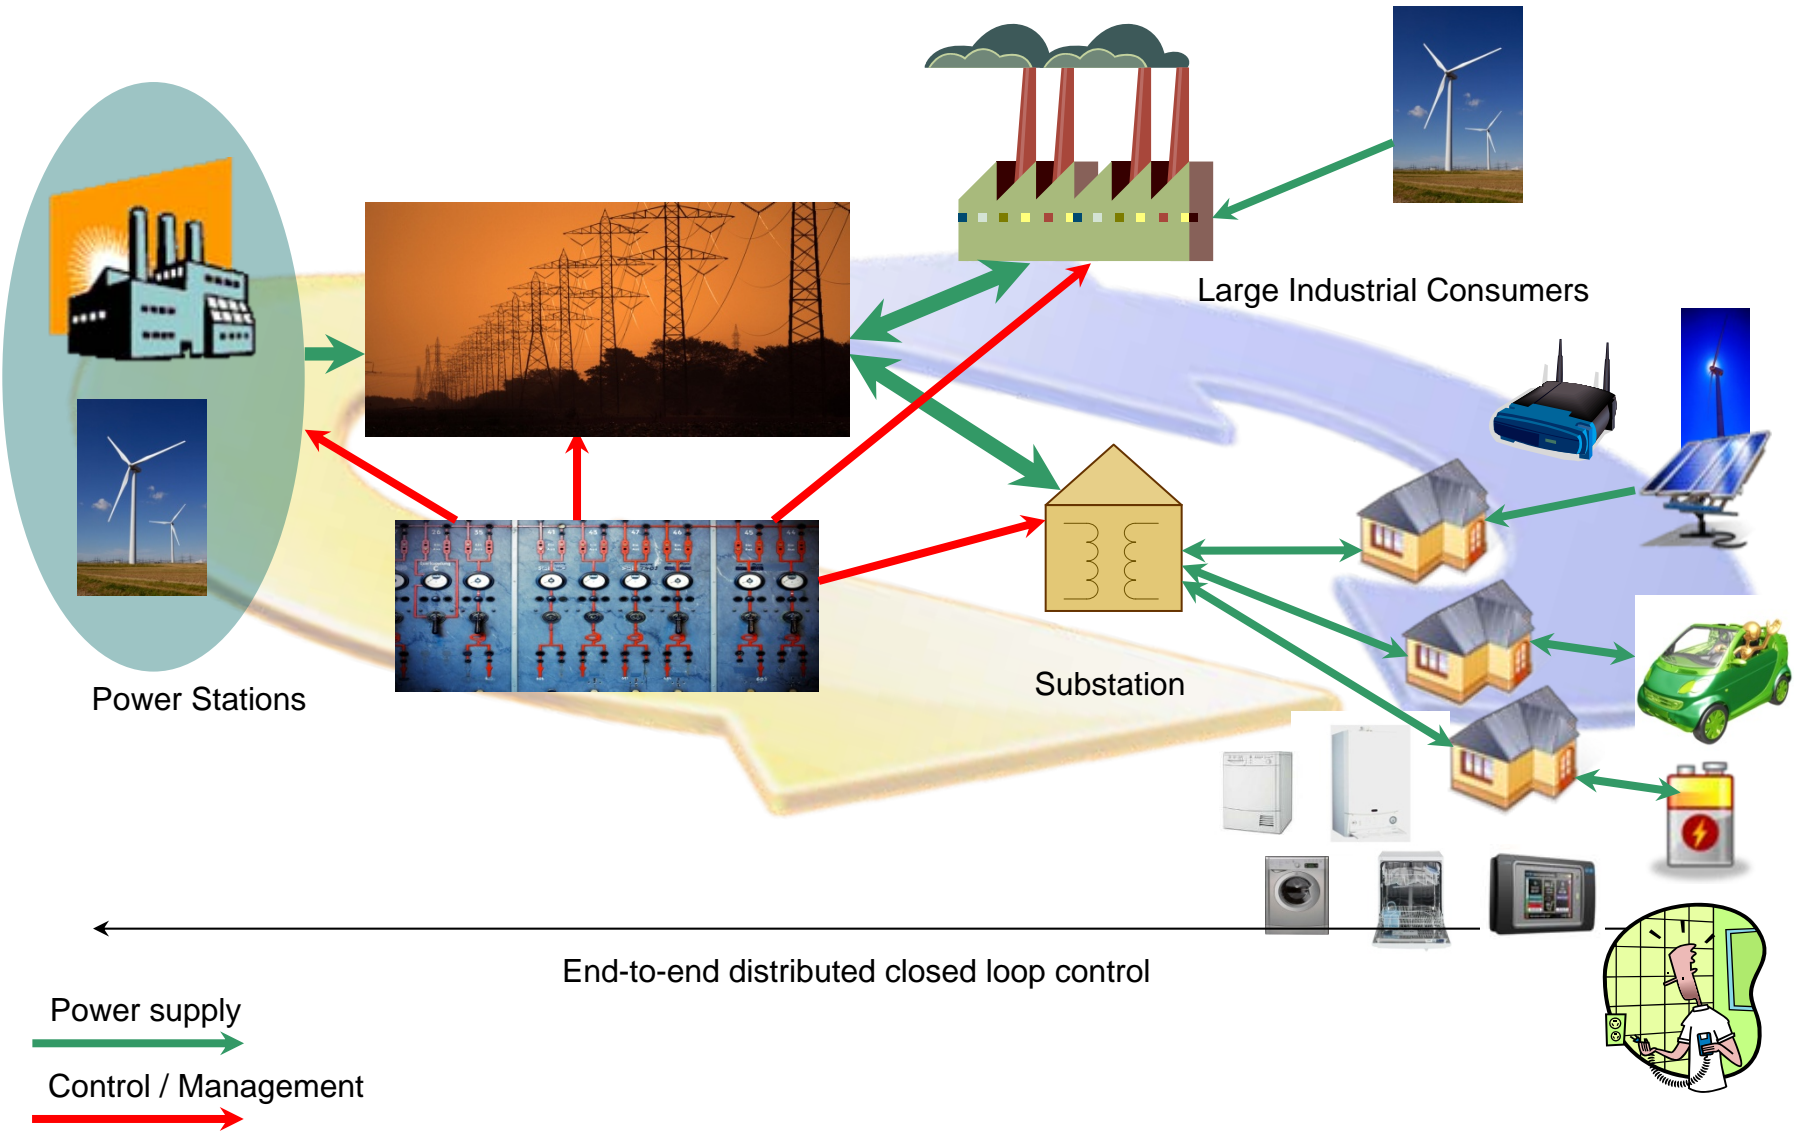 Large Industrial Consumers
Substation
Power Stations
End-to-end distributed closed loop control
Power supply
Control / Management